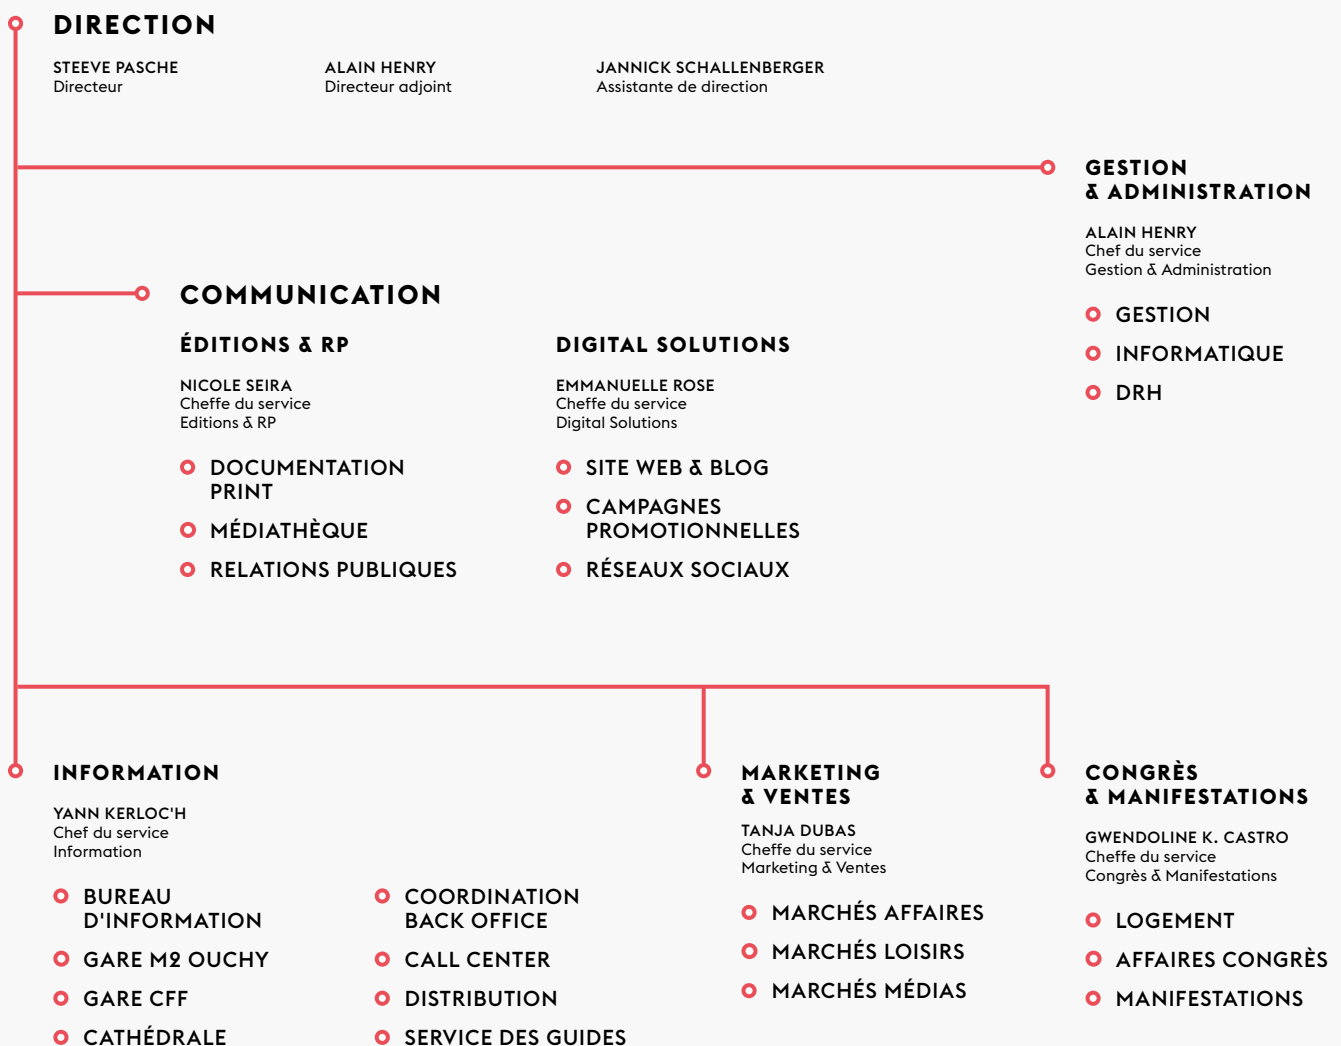 DIRECTION
STEEVE PASCHE
Directeur
ALAIN HENRY
Directeur adjoint
JANNICK SCHALLENBERGER
Assistante de direction
GESTION
& ADMINISTRATION
ALAIN HENRY
Chef du service
Gestion & Administration
GESTION
INFORMATIQUE
DRH
COMMUNICATION
ÉDITIONS & RP
NICOLE SEIRA
Cheffe du service
Editions & RP
DOCUMENTATION
PRINT
MÉDIATHÈQUE
RELATIONS PUBLIQUES
DIGITAL SOLUTIONS
EMMANUELLE ROSE
Cheffe du service
Digital Solutions
SITE WEB & BLOG
CAMPAGNES
PROMOTIONNELLES
RÉSEAUX SOCIAUX
INFORMATION
YANN KERLOC'H
Chef du service
Information
BUREAU
D'INFORMATION
GARE M2 OUCHY
GARE CFF
CATHÉDRALE
COORDINATION
BACK OFFICE
CALL CENTER
DISTRIBUTION
SERVICE DES GUIDES
MARKETING
& VENTES
TANJA DUBAS
Cheffe du service
Marketing & Ventes
MARCHÉS AFFAIRES
MARCHÉS LOISIRS
MARCHÉS MÉDIAS
CONGRÈS
& MANIFESTATIONS
GWENDOLINE K. CASTRO
Cheffe du service
Congrès & Manifestations
LOGEMENT
AFFAIRES CONGRÈS
MANIFESTATIONS